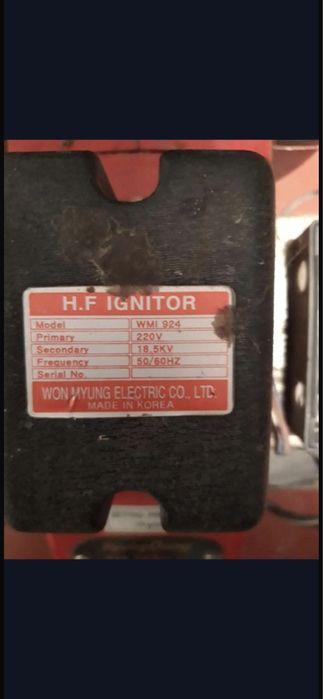 H.F IGNITOR
Model WMI 924
Primary 220V
Secondary 18.5KV
Frequency 50/60HZ
Serial No.
WON MYUNG ELECTRIC CO., LTD.
MADE IN KOREA